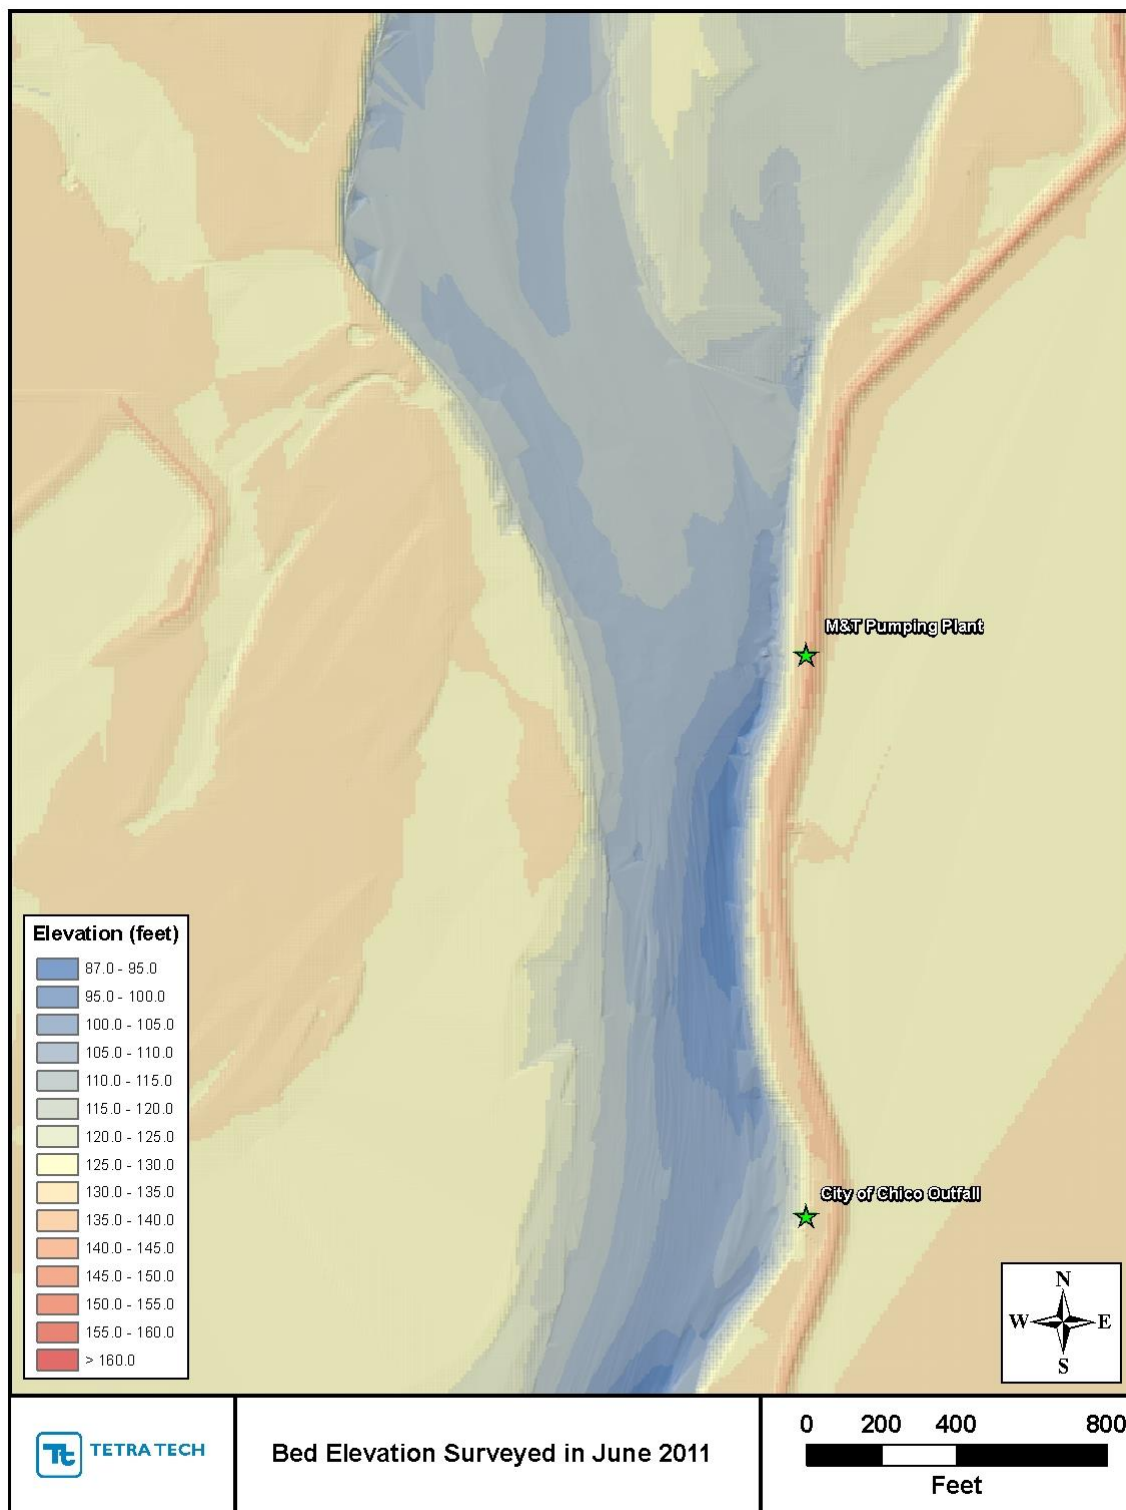 M&T Pumping Plant
Elevation (feet)
87.0 - 95.0
95.0 - 100.0
100.0 - 105.0
105.0 - 110.0
110.0 - 115.0
115.0 - 120.0
120.0 - 125.0
125.0 - 130.0
130.0 - 135.0
135.0 - 140.0
140.0 - 145.0
145.0 - 150.0
150.0 - 155.0
155.0 - 160.0
> 160.0
City of Chico Outfall
N
W E
S
Tt TETRA TECH
Bed Elevation Surveyed in June 2011
0 200 400 800
Feet